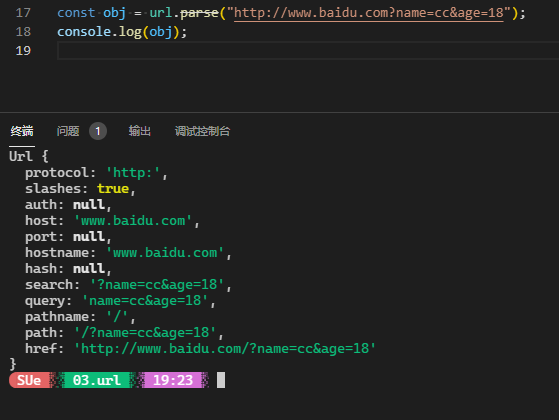 17 const obj = url.parse("http://www.baidu.com?name=cc&age=18");
18 console.log(obj);
19
终端 问题 1 输出 调试控制台
Url {
  protocol: 'http:',
  slashes: true,
  auth: null,
  host: 'www.baidu.com',
  port: null,
  hostname: 'www.baidu.com',
  hash: null,
  search: '?name=cc&age=18',
  query: 'name=cc&age=18',
  pathname: '/',
  path: '/?name=cc&age=18',
  href: 'http://www.baidu.com/?name=cc&age=18'
}
SUe 03.url 19:23